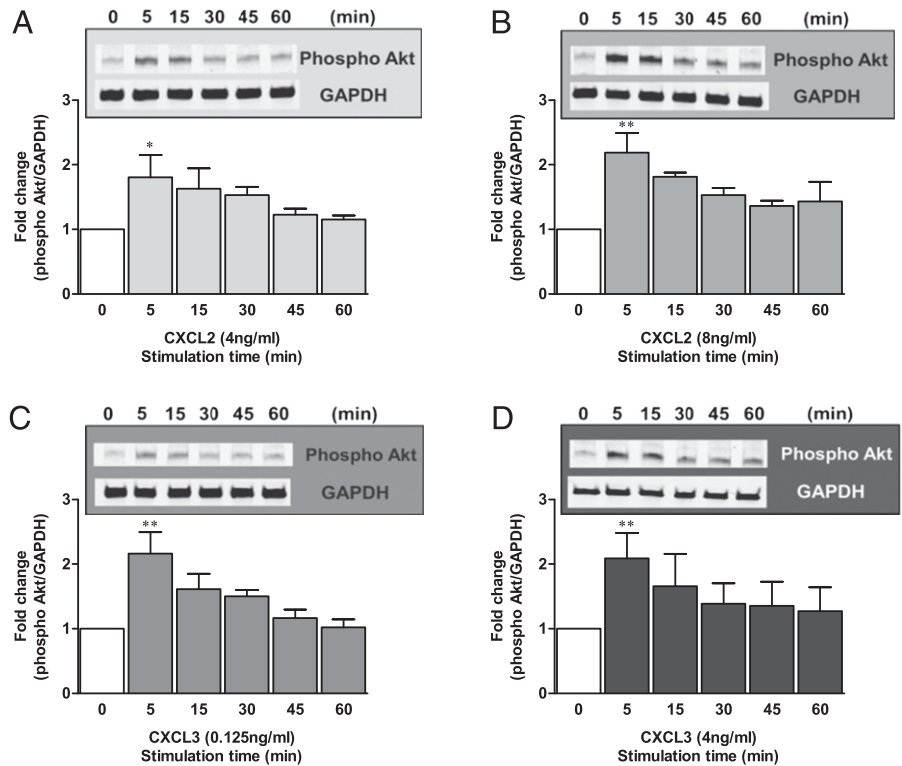 A
0 5 15 30 45 60 (min)
Phospho Akt
GAPDH
Fold change
(phospho Akt/GAPDH)
3
2
1
0
*
0 5 15 30 45 60
CXCL2 (4ng/ml)
Stimulation time (min)
B
0 5 15 30 45 60 (min)
Phospho Akt
GAPDH
Fold change
(phospho Akt/GAPDH)
3
2
1
0
**
0 5 15 30 45 60
CXCL2 (8ng/ml)
Stimulation time (min)
C
0 5 15 30 45 60 (min)
Phospho Akt
GAPDH
Fold change
(phospho Akt/GAPDH)
3
2
1
0
**
0 5 15 30 45 60
CXCL3 (0.125ng/ml)
Stimulation time (min)
D
0 5 15 30 45 60 (min)
Phospho Akt
GAPDH
Fold change
(phospho Akt/GAPDH)
3
2
1
0
**
0 5 15 30 45 60
CXCL3 (4ng/ml)
Stimulation time (min)